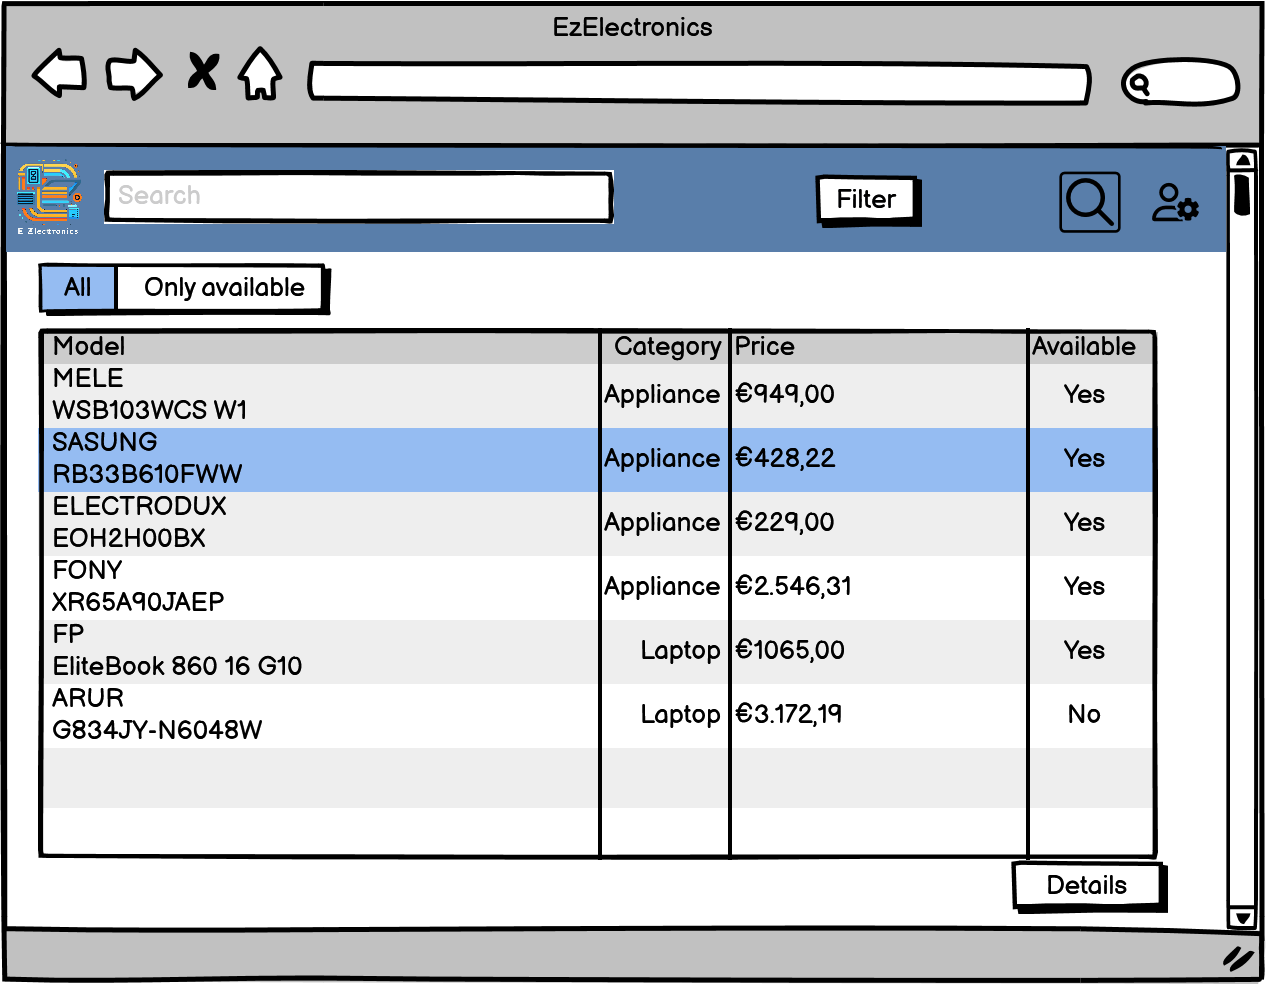 EzElectronics
E Zlectronics
Search
Filter
All Only available
Model Category Price Available
MELE
WSB103WCS W1 Appliance €949,00 Yes
SASUNG
RB33B610FWW Appliance €428,22 Yes
ELECTRODUX
EOH2H00BX Appliance €229,00 Yes
FONY
XR65A90JAEP Appliance €2.546,31 Yes
FP
EliteBook 860 16 G10 Laptop €1065,00 Yes
ARUR
G834JY-N6048W Laptop €3.172,19 No
Details